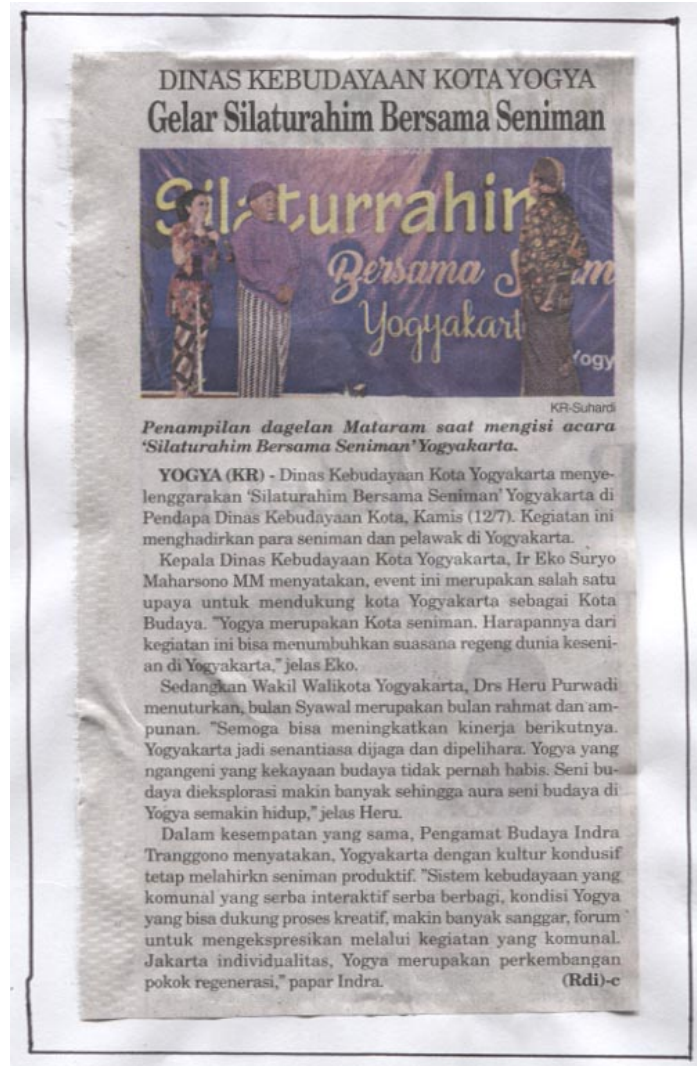 DINAS KEBUDAYAAN KOTA YOGYA
Gelar Silaturahim Bersama Seniman
Silaturrahim
Bersama S im
Yogyakart
Yogy
KR-Suhardi
Penampilan dagelan Mataram saat mengisi acara
'Silaturahim Bersama Seniman' Yogyakarta.
YOGYA (KR) - Dinas Kebudayaan Kota Yogyakarta menye-
lenggarakan 'Silaturahim Bersama Seniman' Yogyakarta di
Pendapa Dinas Kebudayaan Kota, Kamis (12/7). Kegiatan ini
menghadirkan para seniman dan pelawak di Yogyakarta.
Kepala Dinas Kebudayaan Kota Yogyakarta, Ir Eko Suryo
Maharsono MM menyatakan, event ini merupakan salah satu
upaya untuk mendukung kota Yogyakarta sebagai Kota
Budaya. "Yogya merupakan Kota seniman. Harapannya dari
kegiatan ini bisa menumbuhkan suasana regeng dunia keseni-
an di Yogyakarta," jelas Eko.
Sedangkan Wakil Walikota Yogyakarta, Drs Heru Purwadi
menuturkan, bulan Syawal merupakan bulan rahmat dan am-
punan. "Semoga bisa meningkatkan kinerja berikutnya.
Yogyakarta jadi senantiasa dijaga dan dipelihara. Yogya yang
ngangeni yang kekayaan budaya tidak pernah habis. Seni bu-
daya dieksplorasi makin banyak sehingga aura seni budaya di
Yogya semakin hidup," jelas Heru.
Dalam kesempatan yang sama, Pengamat Budaya Indra
Tranggono menyatakan, Yogyakarta dengan kultur kondusif
tetap melahirkn seniman produktif. "Sistem kebudayaan yang
komunal yang serba interaktif serba berbagi, kondisi Yogya
yang bisa dukung proses kreatif, makin banyak sanggar, forum
untuk mengekspresikan melalui kegiatan yang komunal.
Jakarta individualitas, Yogya merupakan perkembangan
pokok regenerasi," papar Indra. (Rdi)-c